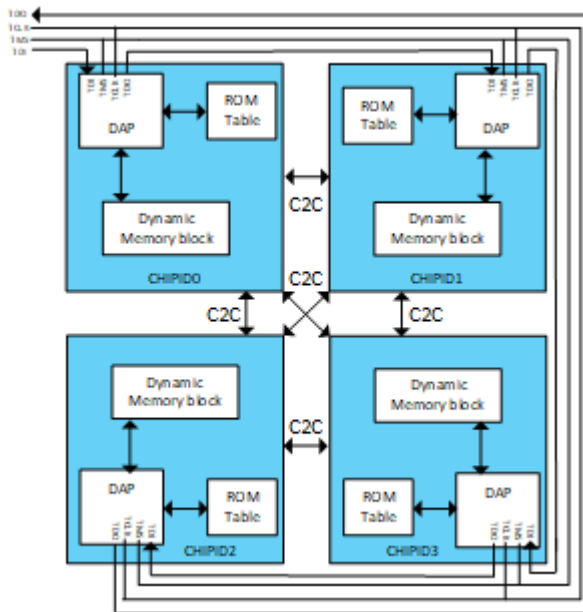 TDO
TCLK
TMS
TDI
TDI
TMS
TCLK
TDO
DAP
ROM
Table
Dynamic
Memory block
CHIPID0
C2C
TDI
TMS
TCLK
TDO
ROM
Table
DAP
Dynamic
Memory block
CHIPID1
C2C
C2C
C2C
Dynamic
Memory block
DAP
TDO
TCLK
TMS
TDI
ROM
Table
CHIPID2
C2C
Dynamic
Memory block
ROM
Table
DAP
TDO
TCLK
TMS
TDI
CHIPID3